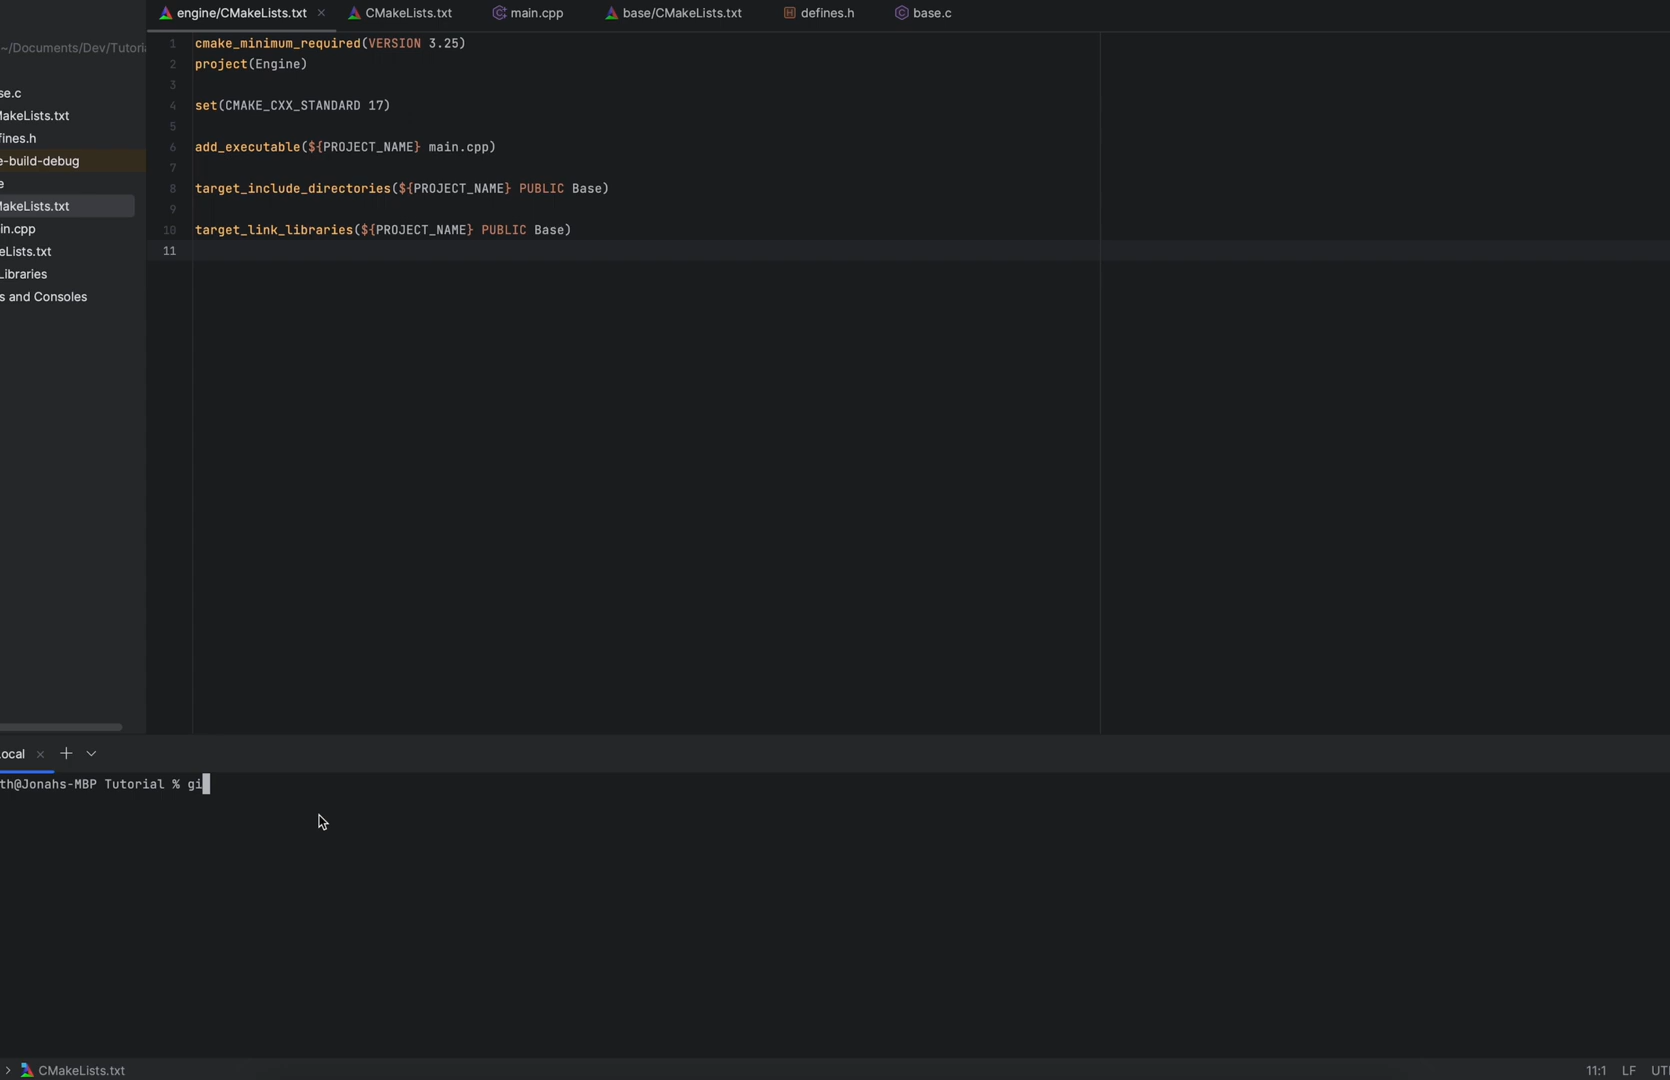 engine/CMakeLists.txt CMakeLists.txt main.cpp base/CMakeLists.txt defines.h base.c
~/Documents/Dev/Tutoria
se.c
MakeLists.txt
fines.h
e-build-debug
e
MakeLists.txt
in.cpp
eLists.txt
Libraries
s and Consoles
1 cmake_minimum_required(VERSION 3.25)
2 project(Engine)
3
4 set(CMAKE_CXX_STANDARD 17)
5
6 add_executable(${PROJECT_NAME} main.cpp)
7
8 target_include_directories(${PROJECT_NAME} PUBLIC Base)
9
10 target_link_libraries(${PROJECT_NAME} PUBLIC Base)
11
ocal
th@Jonahs-MBP Tutorial % gi
CMakeLists.txt
11:1 LF UT